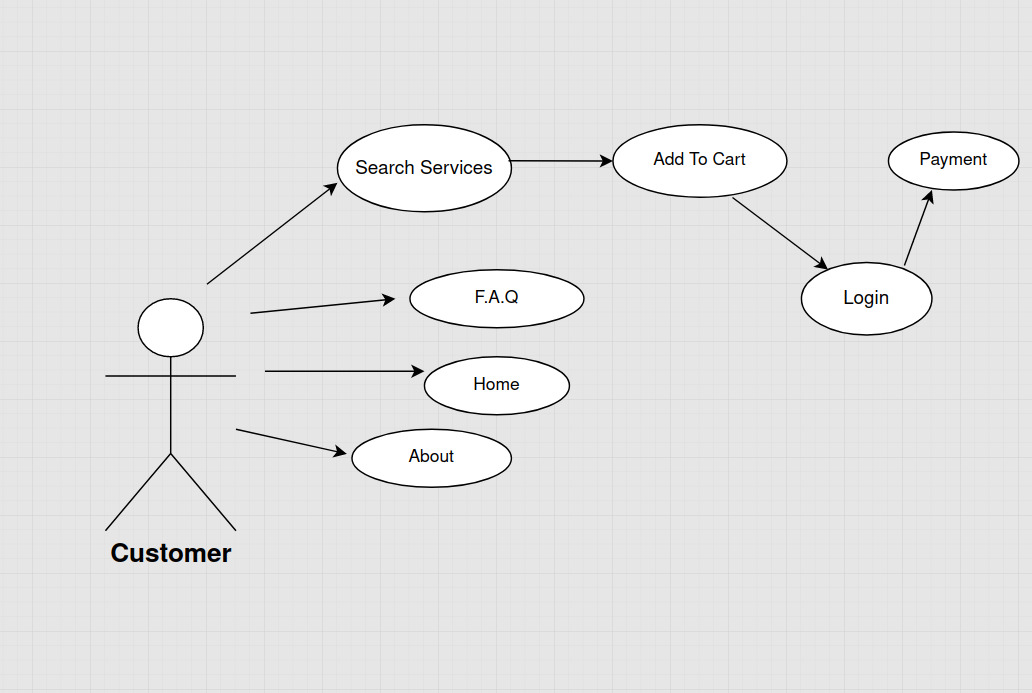 Search Services
Add To Cart
Payment
F.A.Q
Login
Home
About
Customer